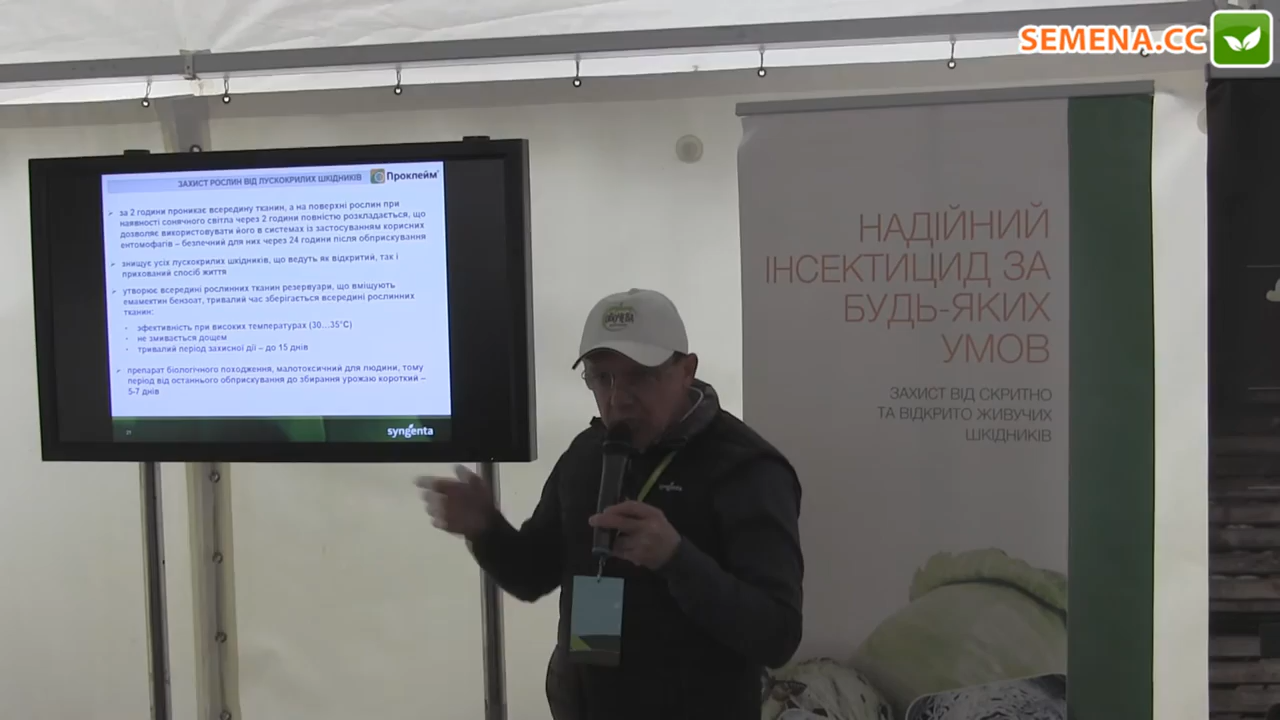 SEMENA.CC
ЗАХИСТ РОСЛИН ВІД ЛУСКОКРИЛИХ ШКІДНИКІВ
Проклейм
за 2 години проникає всередину тканин, а на поверхні рослин при
наявності сонячного світла через 2 години повністю розкладається, що
дозволяє використовувати його в системах із застосуванням корисних
ентомофагів – безпечний для них через 24 години після обприскування
знищує усіх лускокрилих шкідників, що ведуть як відкритий, так і
прихований спосіб життя
утворює всередині рослинних тканин резервуари, що вміщують
емамектин бензоат, тривалий час зберігається всередині рослинних
тканин:
ефективність при високих температурах (30…35°С)
не змивається дощем
тривалий період захисної дії – до 15 днів
препарат біологічного походження, малотоксичний для людини, тому
період від останнього обприскування до збирання урожаю короткий –
5-7 днів
syngenta
НАДІЙНИЙ
ІНСЕКТИЦИД ЗА
БУДЬ-ЯКИХ
УМОВ
ЗАХИСТ ВІД СКРИТНО
ТА ВІДКРИТО ЖИВУЧИХ
ШКІДНИКІВ
syngenta